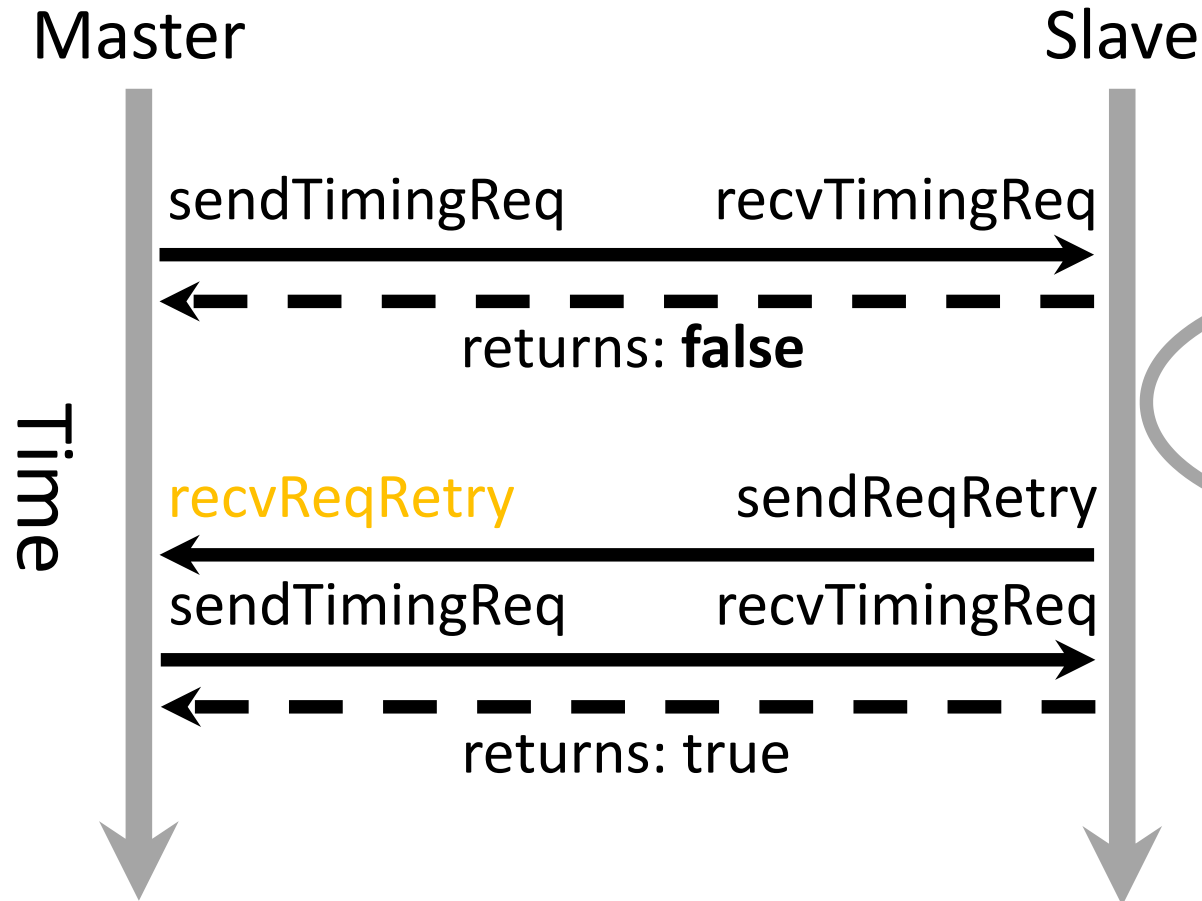 Master
Slave
sendTimingReq
recvTimingReq
returns: false
Time
recvReqRetry
sendReqRetry
sendTimingReq
recvTimingReq
returns: true